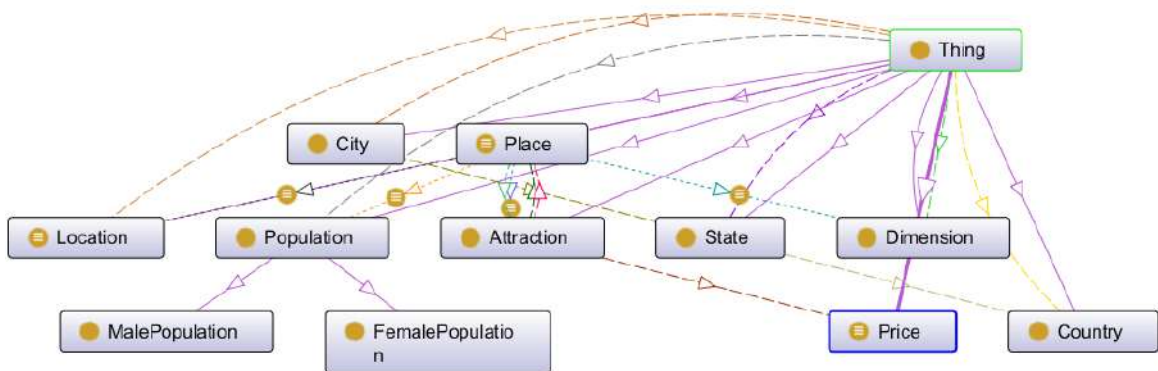 Thing
City
Place
Location
Population
Attraction
State
Dimension
MalePopulation
FemalePopulatio
n
Price
Country